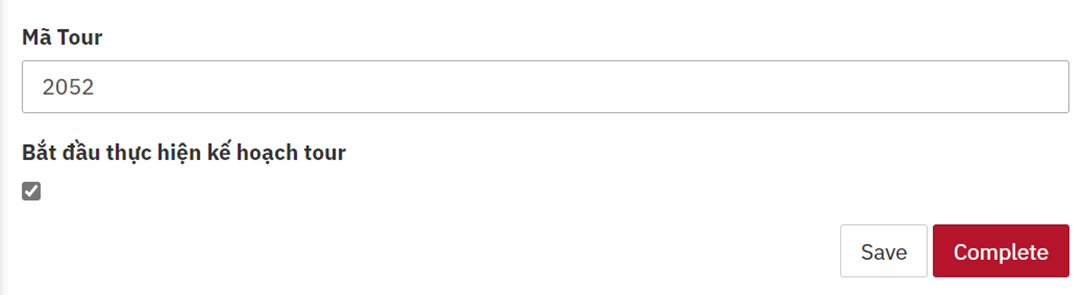 Mã Tour
2052
Bắt đầu thực hiện kế hoạch tour
Save Complete